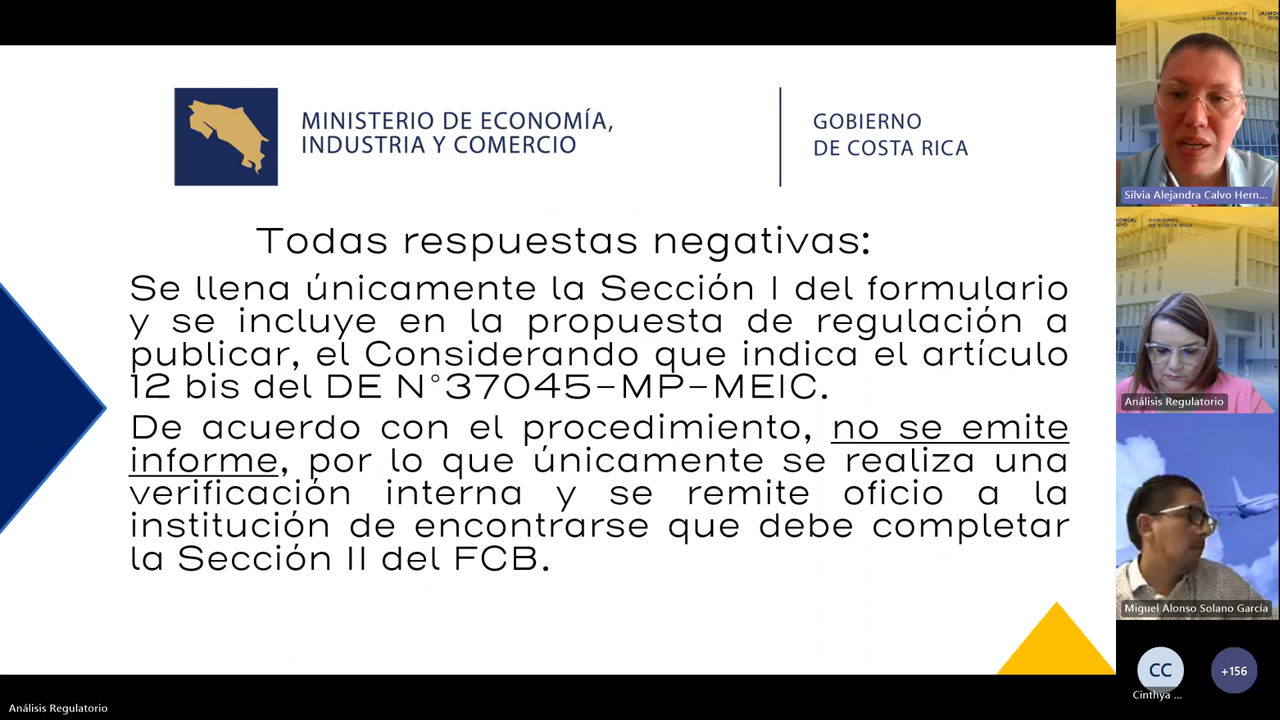 MINISTERIO DE ECONOMÍA,
INDUSTRIA Y COMERCIO
GOBIERNO
DE COSTA RICA
Todas respuestas negativas:
Se llena únicamente la Sección I del formulario
y se incluye en la propuesta de regulación a
publicar, el Considerando que indica el artículo
12 bis del DE N°37045-MP-MEIC.
De acuerdo con el procedimiento, no se emite
informe, por lo que únicamente se realiza una
verificación interna y se remite oficio a la
institución de encontrarse que debe completar
la Sección II del FCB.
Silvia Alejandra Calvo Hern...
Análisis Regulatorio
Miguel Alonso Solano García
CC
Cinthya ...
+156
Análisis Regulatorio